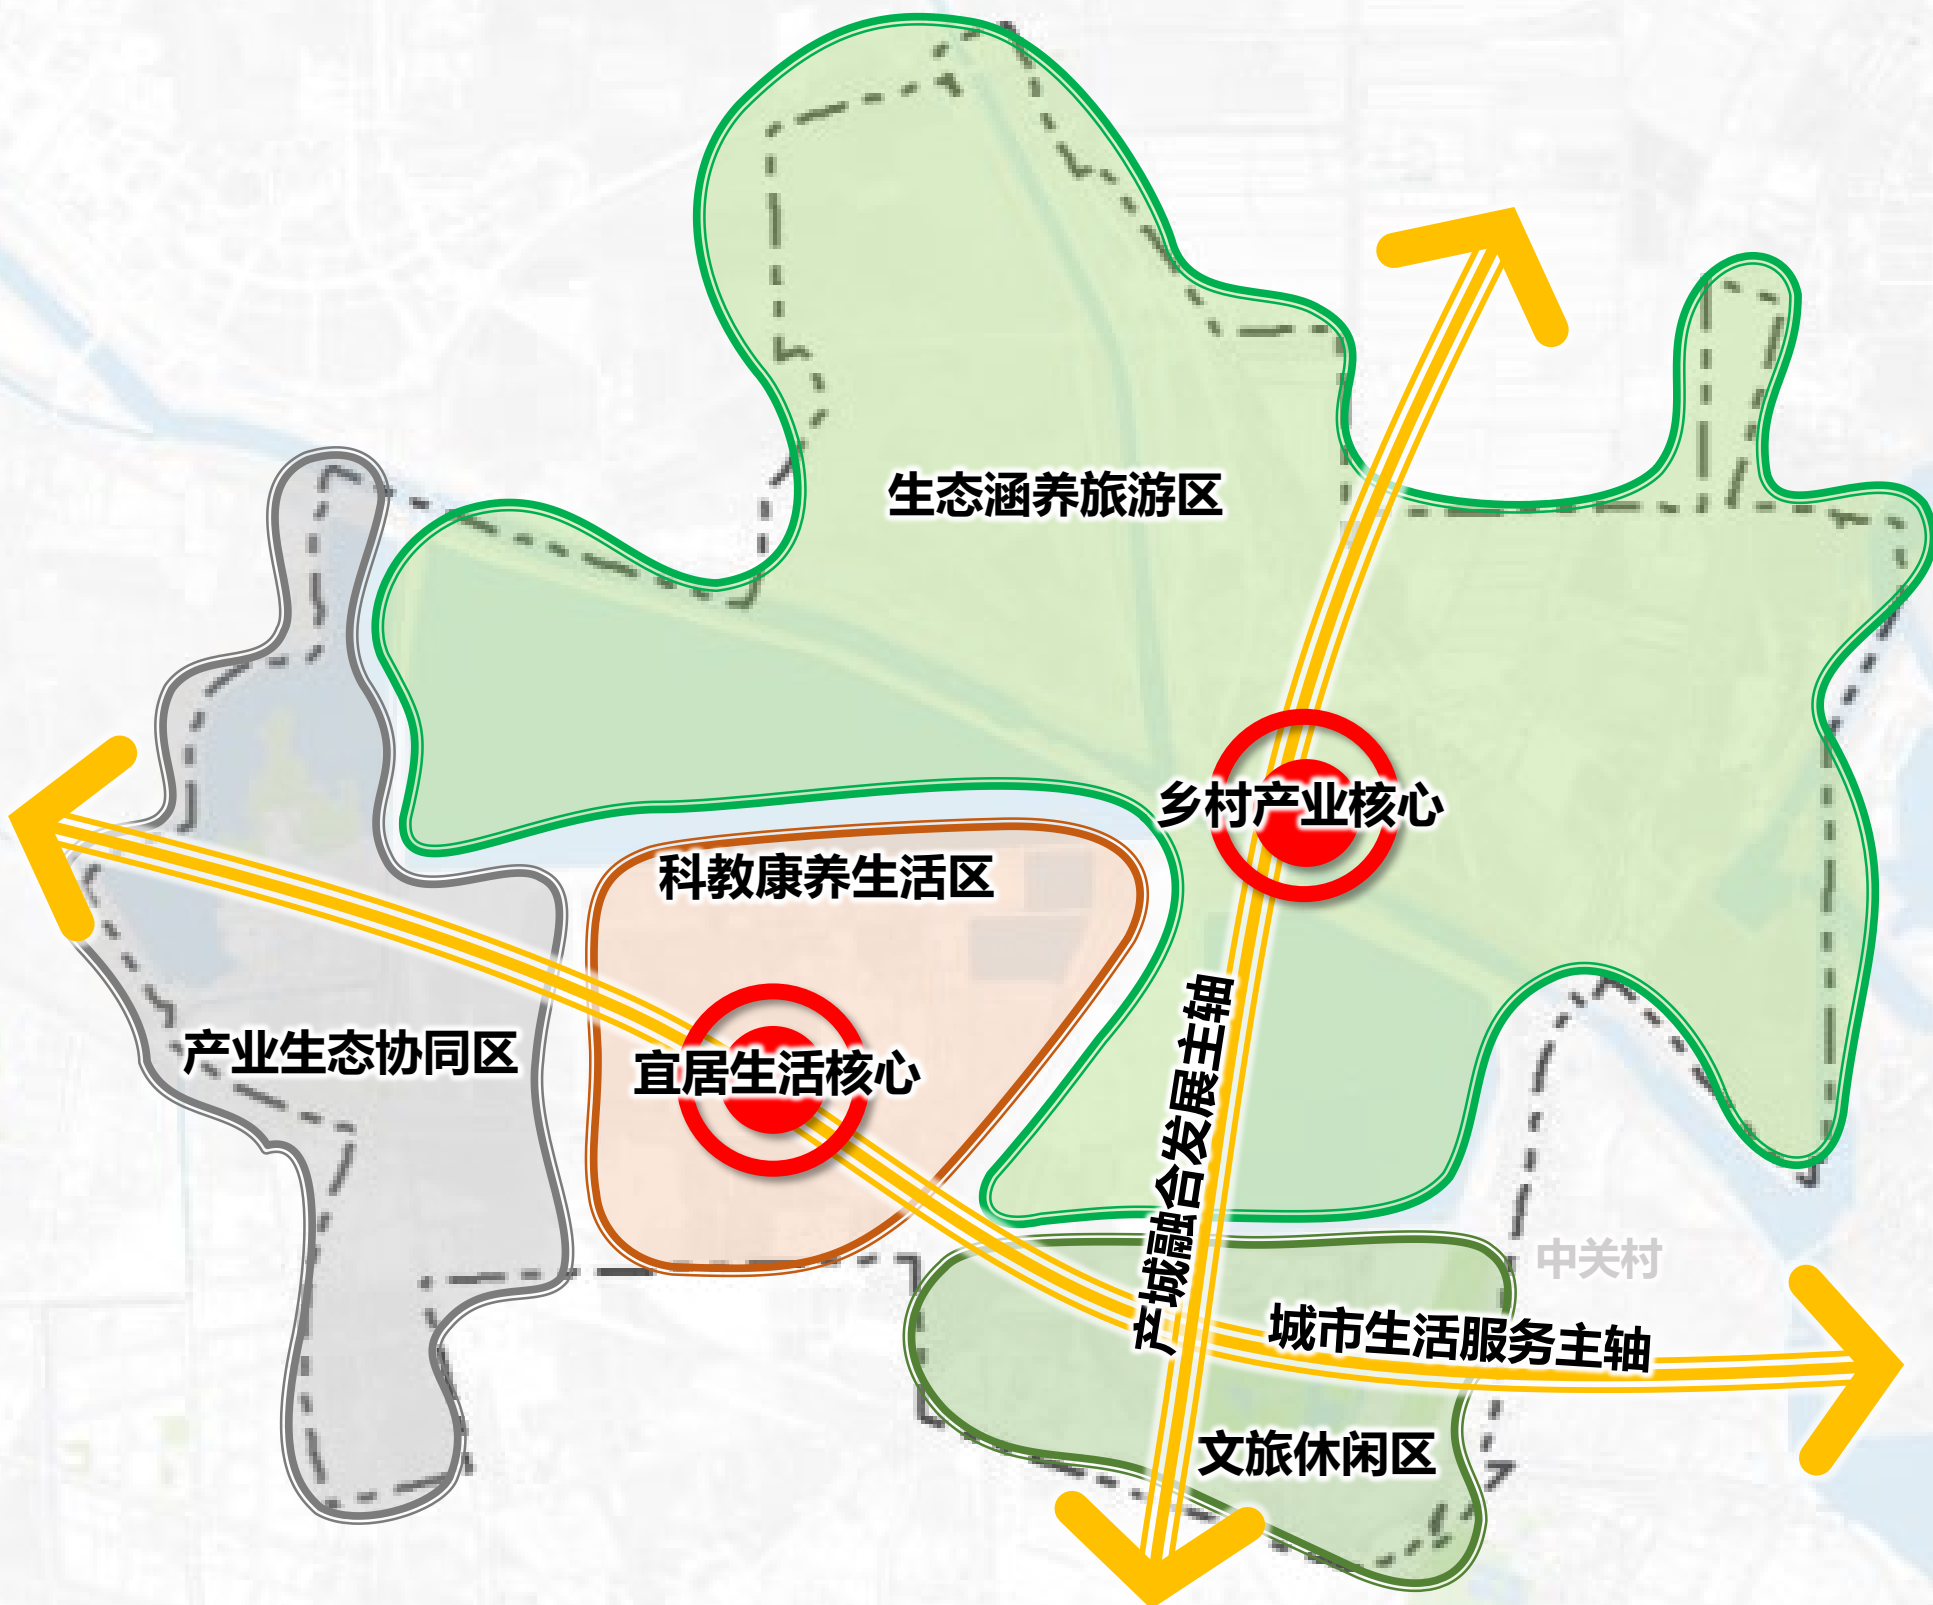 生态涵养旅游区
乡村产业核心
科教康养生活区
产业生态协同区
宜居生活核心
产城融合发展主轴
中关村
城市生活服务主轴
文旅休闲区